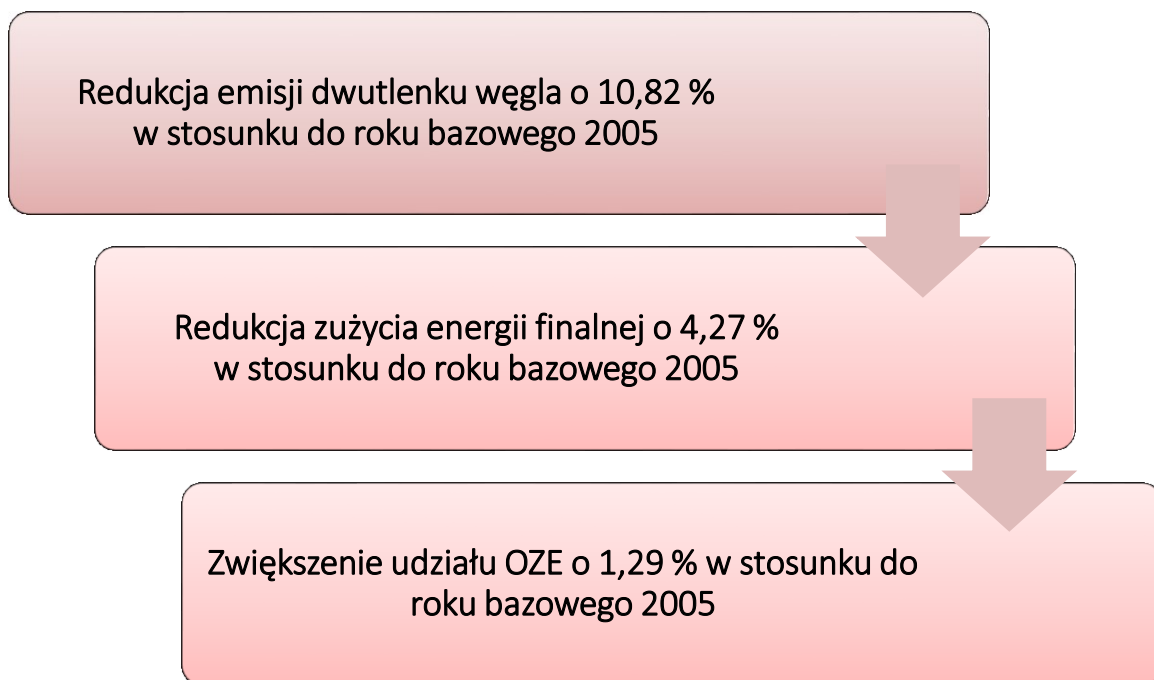 Redukcja emisji dwutlenku węgla o 10,82 %
w stosunku do roku bazowego 2005
Redukcja zużycia energii finalnej o 4,27 %
w stosunku do roku bazowego 2005
Zwiększenie udziału OZE o 1,29 % w stosunku do
roku bazowego 2005